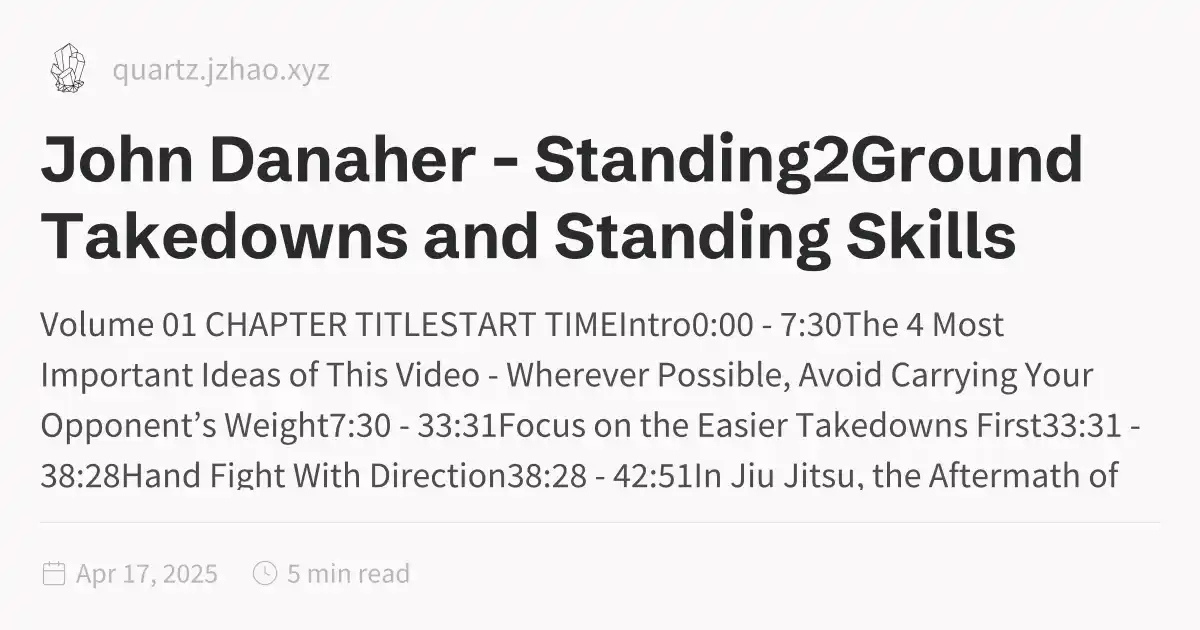 quartz.jzhao.xyz
John Danaher - Standing2Ground
Takedowns and Standing Skills
Volume 01 CHAPTER TITLESTART TIMEIntro0:00 - 7:30The 4 Most
Important Ideas of This Video - Wherever Possible, Avoid Carrying Your
Opponent’s Weight7:30 - 33:31Focus on the Easier Takedowns First33:31 -
38:28Hand Fight With Direction38:28 - 42:51In Jiu Jitsu, the Aftermath of
Apr 17, 2025
5 min read